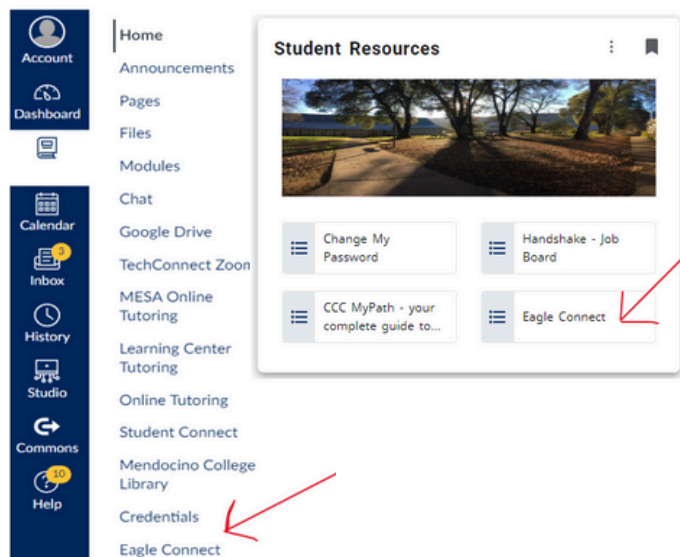 Account
Dashboard
Calendar
3
Inbox
History
Studio
Commons
10
Help
Home
Announcements
Pages
Files
Modules
Chat
Google Drive
TechConnect Zoom
MESA Online
Tutoring
Learning Center
Tutoring
Online Tutoring
Student Connect
Mendocino College
Library
Credentials
Eagle Connect
Student Resources
Change My
Password
Handshake - Job
Board
CCC MyPath - your
complete guide to...
Eagle Connect